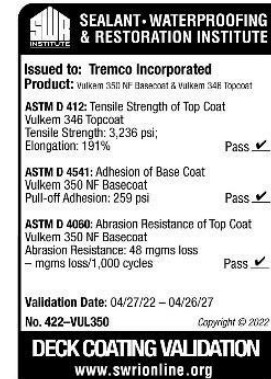 SWR
INSTITUTE
SEALANT • WATERPROOFING
& RESTORATION INSTITUTE
Issued to: Tremco Incorporated
Product: Vulkem 350 NF Basecoat & Vulkem 346 Topcoat
ASTM D 412: Tensile Strength of Top Coat
Vulkem 346 Topcoat
Tensile Strength: 3,236 psi;
Elongation: 191% Pass ✔
ASTM D 4541: Adhesion of Base Coat
Vulkem 350 NF Basecoat
Pull-off Adhesion: 259 psi Pass ✔
ASTM D 4060: Abrasion Resistance of Top Coat
Vulkem 350 NF Basecoat
Abrasion Resistance: 48 mgms loss
– mgms loss/1,000 cycles Pass ✔
Validation Date: 04/27/22 – 04/26/27
No. 422–VUL350 Copyright © 2022
DECK COATING VALIDATION
www.swrionline.org